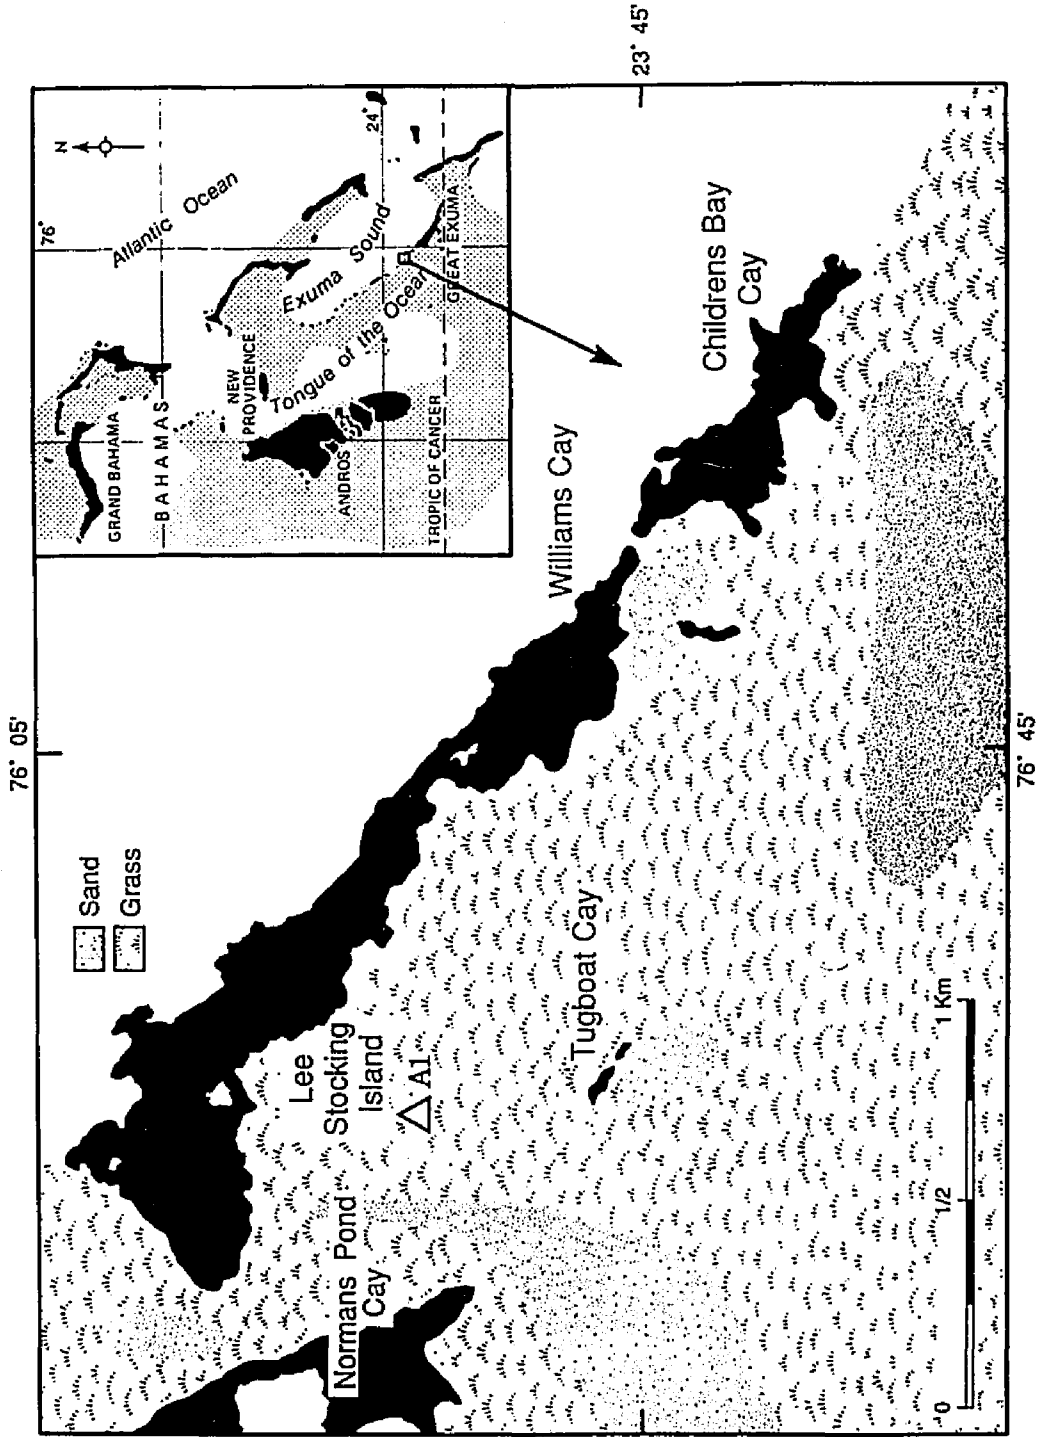 76° 05'
23° 45'
76° 45'
Sand
Grass
N
76°
Atlantic Ocean
GRAND BAHAMA
BAHAMAS
NEW
PROVIDENCE
Exuma Sound
24°
Tongue of the Ocean
ANDROS
GREAT EXUMA
TROPIC OF CANCER
Childrens Bay
Cay
Williams Cay
Lee
Stocking
Island
A1
Tugboat Cay
Normans Pond
Cay
0
1/2
1 Km